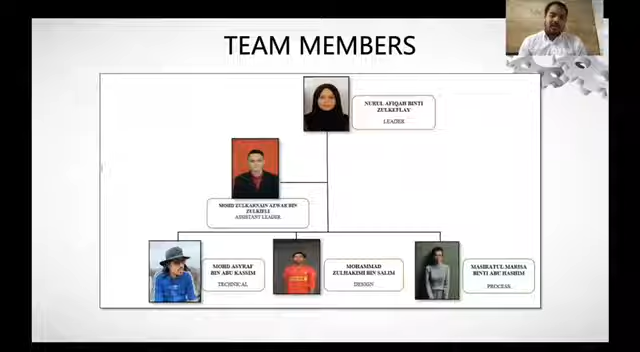 TEAM MEMBERS
NURUL AFIQAH BINTI
ZULKEFLAY
LEADER
MOHD ZULKARNAIN AZWAR BIN
ZULKIFLI
ASSISTANT LEADER
MOHD ASYRAF
BIN ABU KASSIM
TECHNICAL
MOHAMMAD
ZULHAKIMI BIN SALIM
DESIGN
MASIRATUL MARISA
BINTI ABU HASHIM
PROCESS